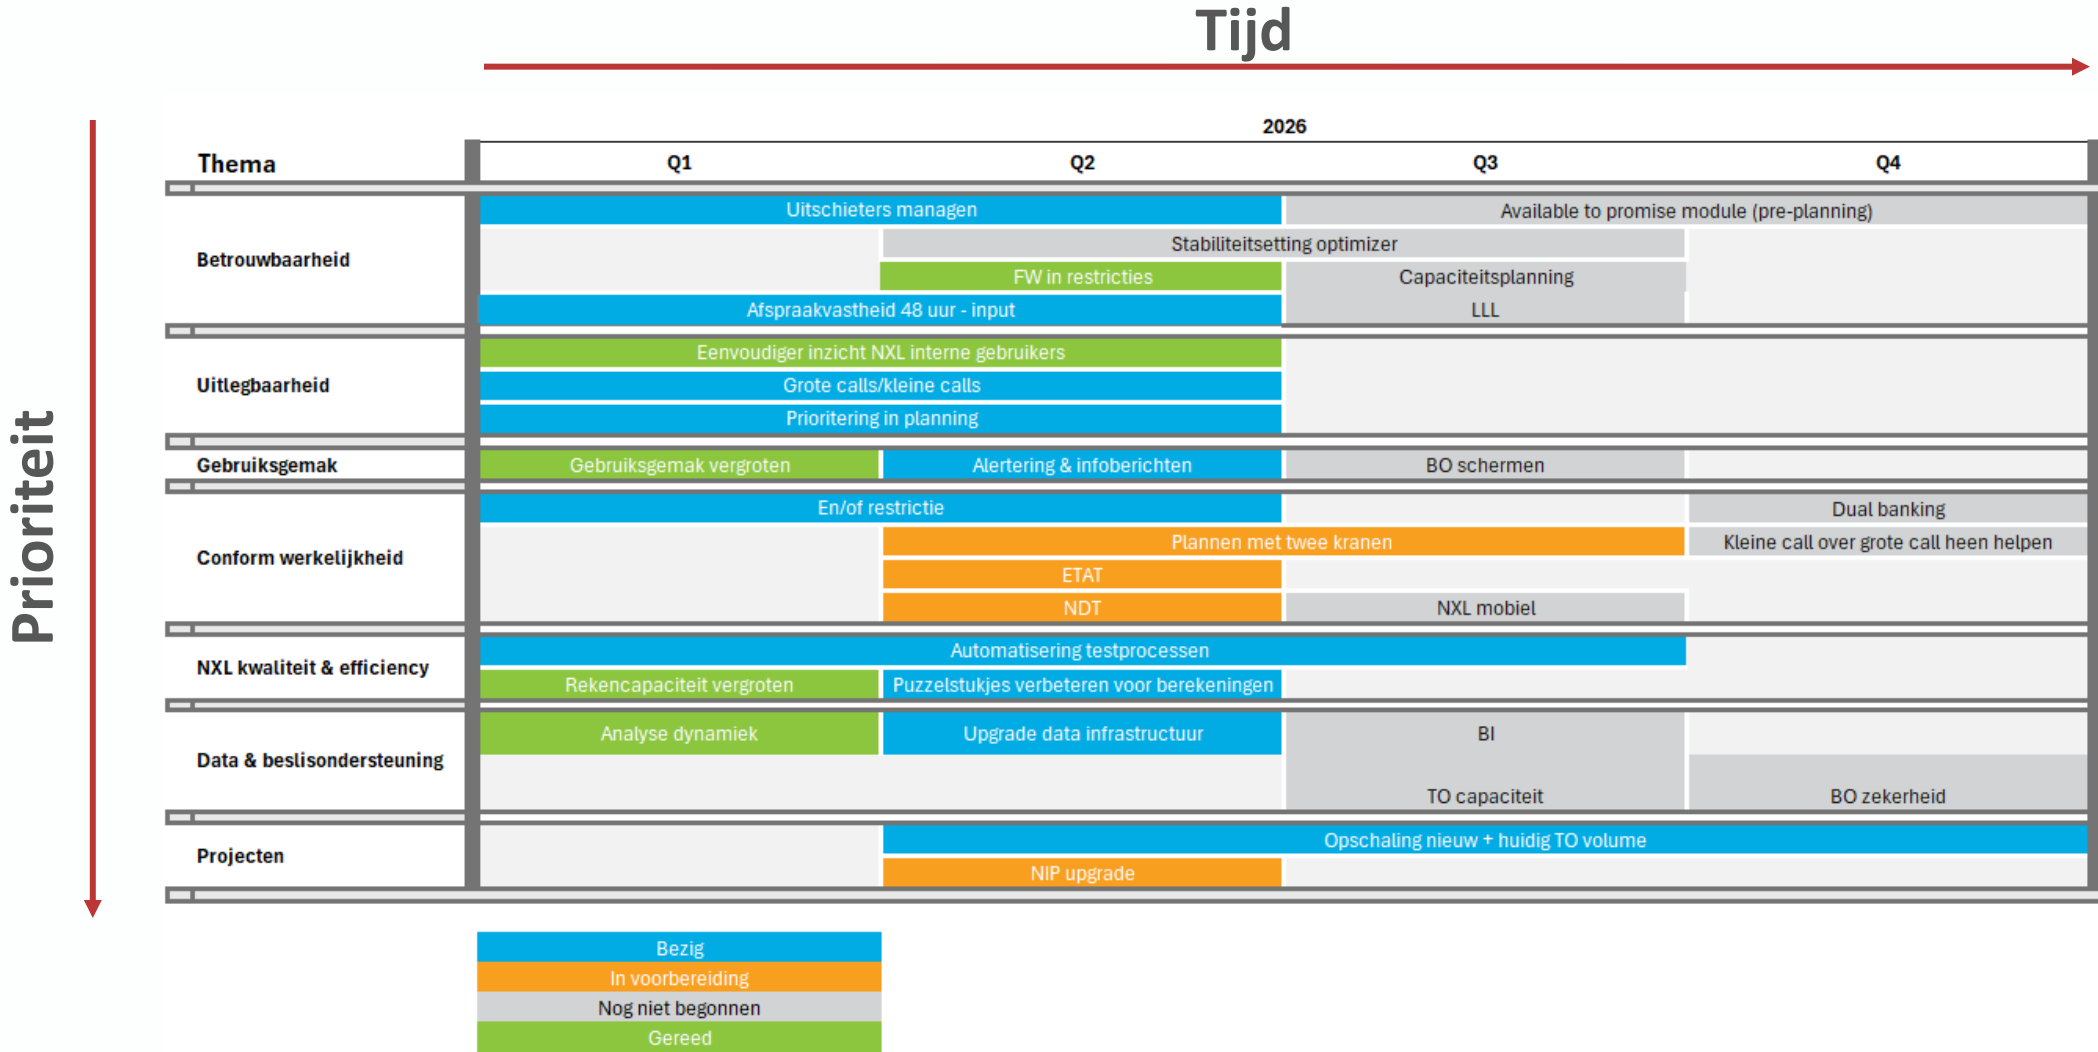 Tijd
Prioriteit
2026
Thema Q1 Q2 Q3 Q4
Uitschieters managen Available to promise module (pre-planning)
Stabiliteitsetting optimizer
Betrouwbaarheid
FW in restricties Capaciteitsplanning
Afspraakvastheid 48 uur - input LLL
Eenvoudiger inzicht NXL interne gebruikers
Uitlegbaarheid Grote calls/kleine calls
Prioritering in planning
Gebruiksgemak Gebruiksgemak vergroten Alertering & infoberichten BO schermen
En/of restrictie Dual banking
Plannen met twee kranen Kleine call over grote call heen helpen
Conform werkelijkheid
ETAT
NDT NXL mobiel
Automatisering testprocessen
NXL kwaliteit & efficiency
Rekencapaciteit vergroten Puzzelstukjes verbeteren voor berekeningen
Analyse dynamiek Upgrade data infrastructuur BI
Data & beslisondersteuning
TO capaciteit BO zekerheid
Opschaling nieuw + huidig TO volume
Projecten
NIP upgrade
Bezig
In voorbereiding
Nog niet begonnen
Gereed